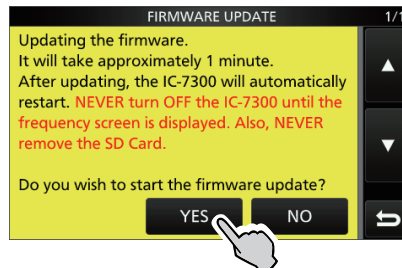 FIRMWARE UPDATE
1/1
Updating the firmware.
It will take approximately 1 minute.
After updating, the IC-7300 will automatically
restart. NEVER turn OFF the IC-7300 until the
frequency screen is displayed. Also, NEVER
remove the SD Card.
Do you wish to start the firmware update?
YES
NO